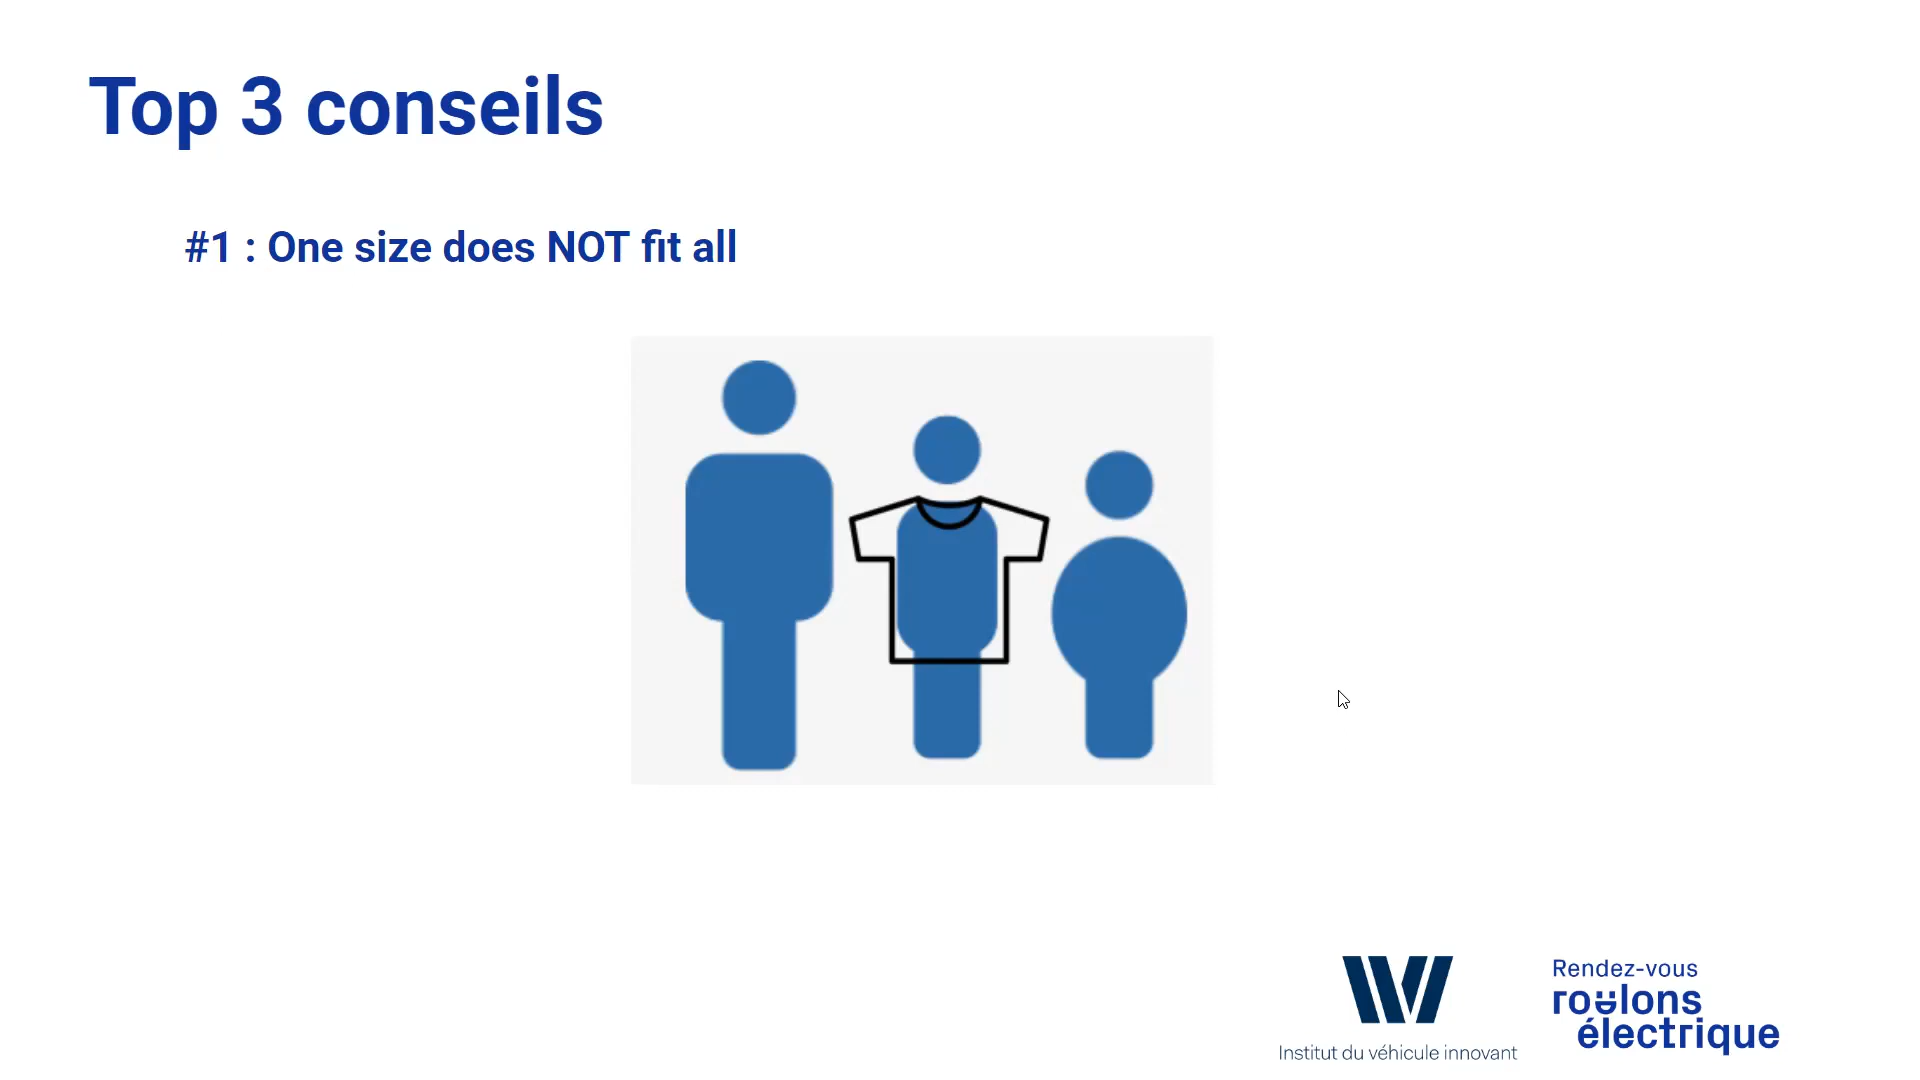 Top 3 conseils
#1 : One size does NOT fit all
Institut du véhicule innovant
Rendez-vous
roulons
électrique